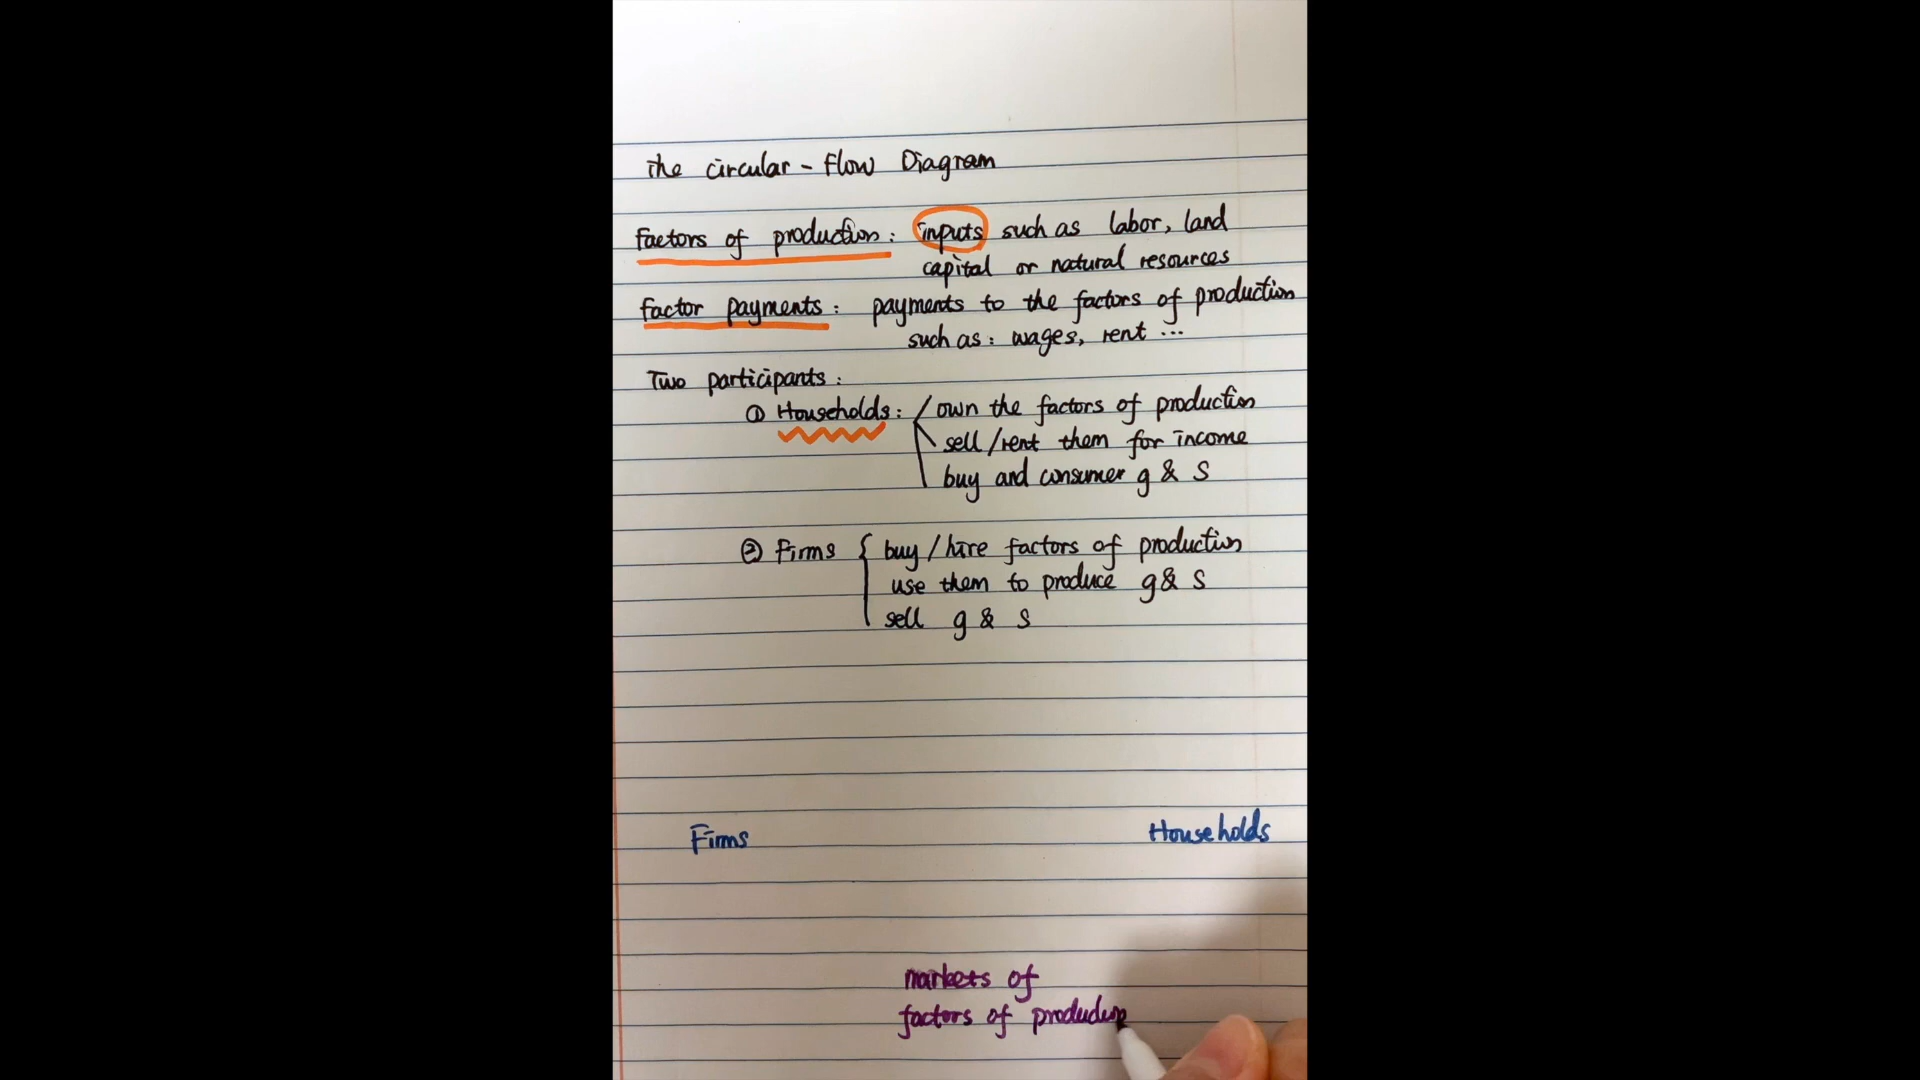 The circular - Flow Diagram
Factors of production: inputs such as labor, land
capital or natural resources
factor payments: payments to the factors of production
such as: wages, rent ...
Two participants:
① Households: own the factors of production
sell/rent them for income
buy and consumer g & s
② Firms { buy/hire factors of production
use them to produce g & s
sell g & s
Firms Households
markets of
factors of production